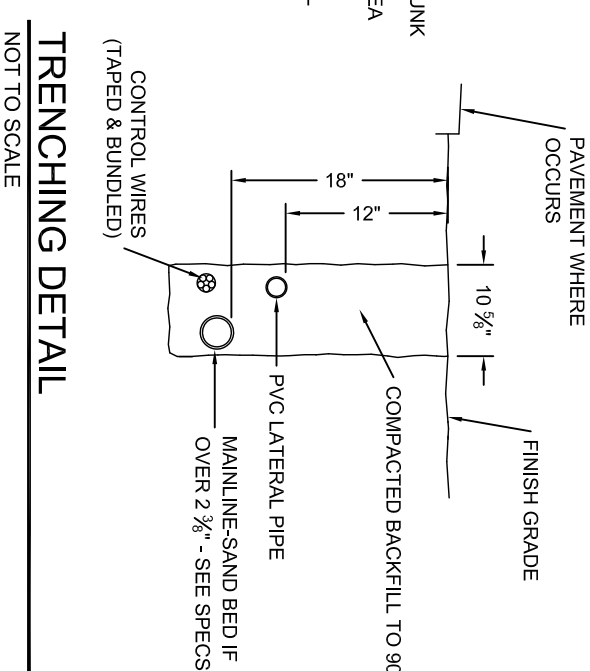 UNK
EA
PAVEMENT WHERE
OCCURS
18"
12"
10 5/8"
FINISH GRADE
COMPACTED BACKFILL TO 90
PVC LATERAL PIPE
MAINLINE-SAND BED IF
OVER 2 3/8" - SEE SPECS
CONTROL WIRES
(TAPED & BUNDLED)
TRENCHING DETAIL
NOT TO SCALE